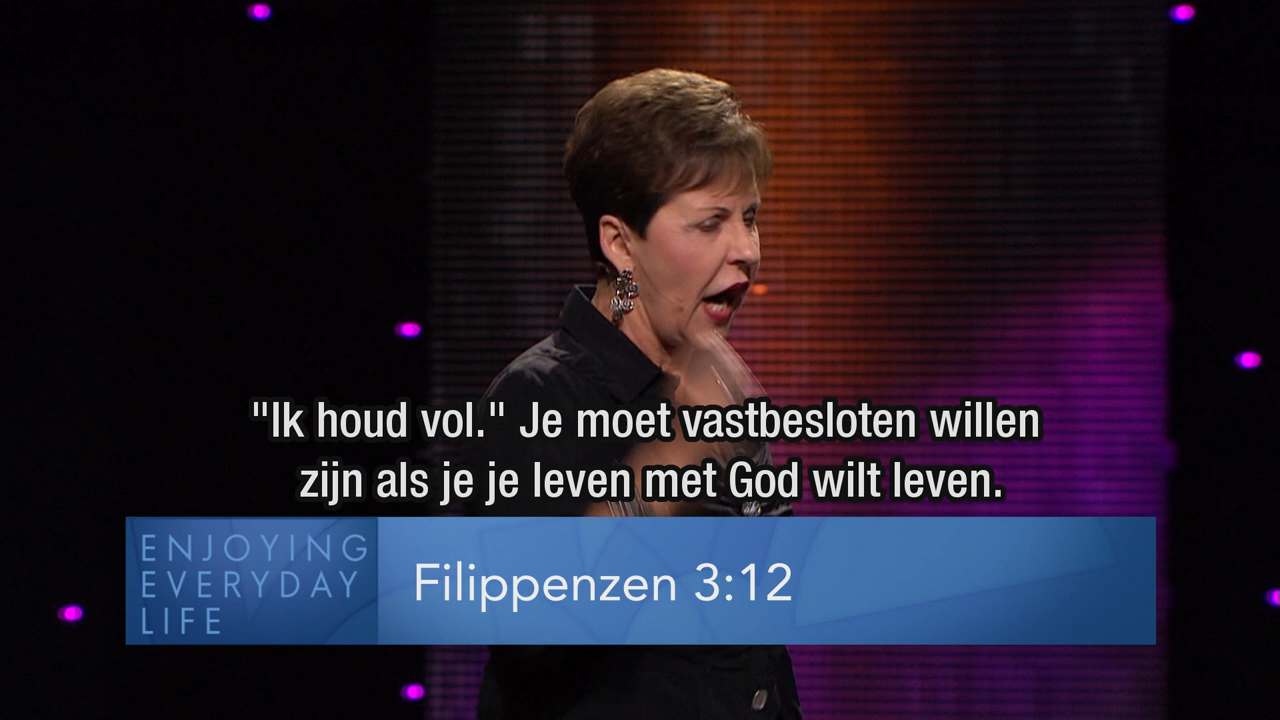 "Ik houd vol." Je moet vastbesloten willen
zijn als je je leven met God wilt leven.
ENJOYING
EVERYDAY
LIFE
Filippenzen 3:12